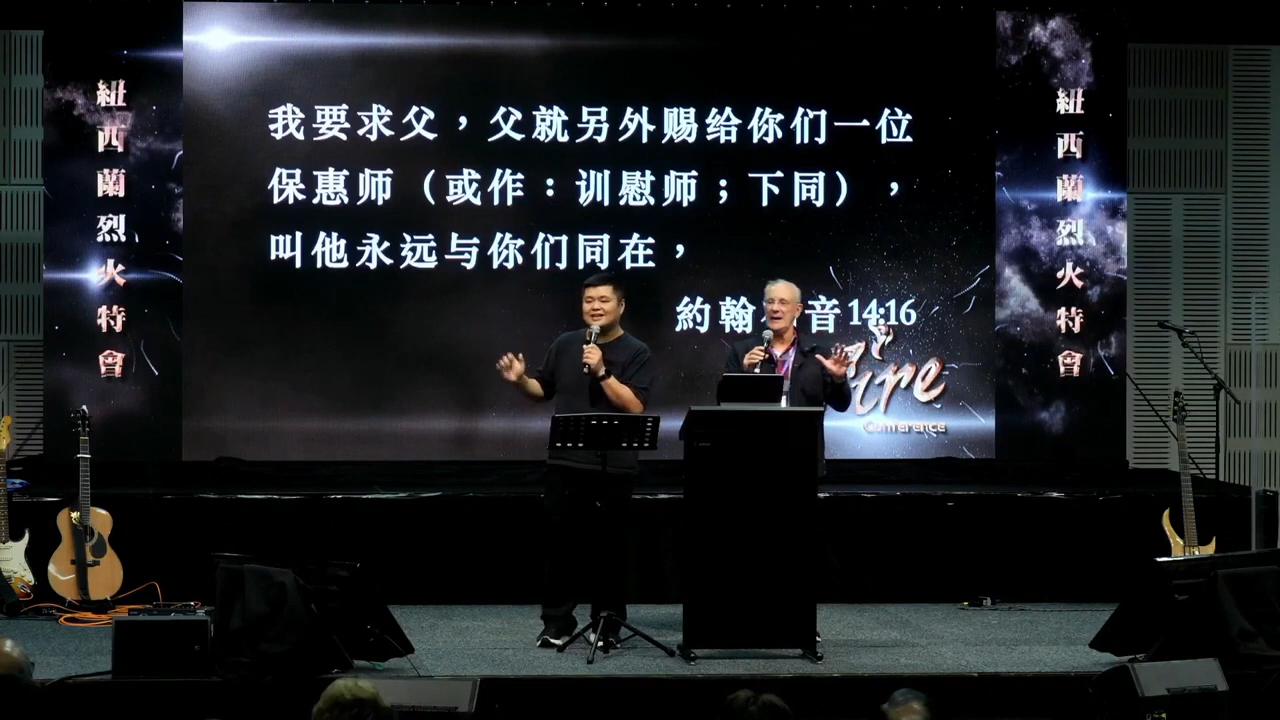 紐西蘭烈火特會
我要求父，父就另外赐给你们一位
保惠师（或作：训慰师；下同），
叫他永远与你们同在，
約翰 音 14:16
Conference
紐西蘭烈火特會